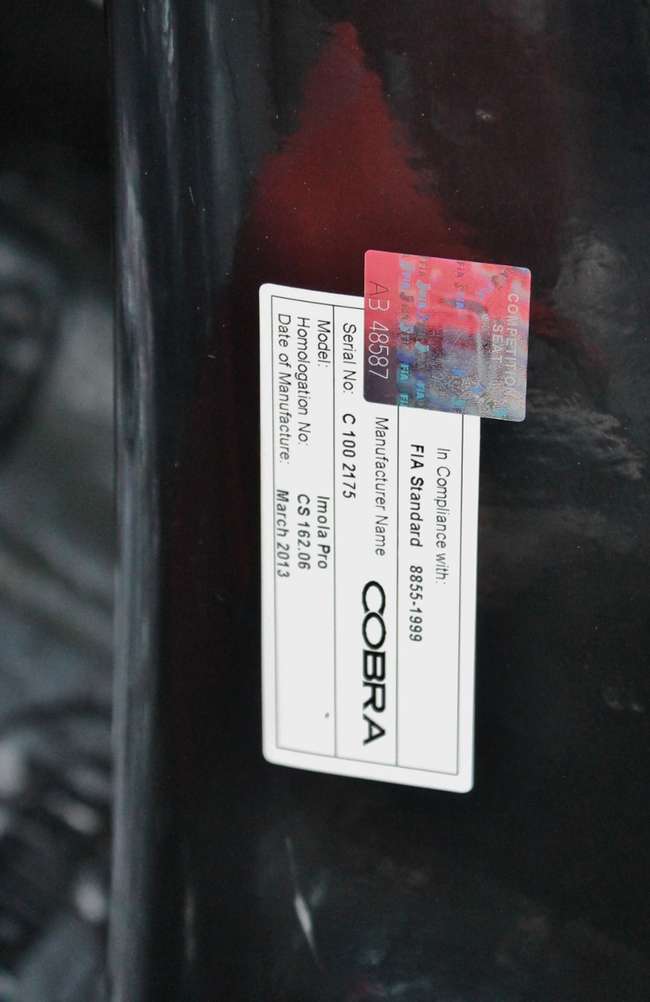 COMPETITION
SEAT
AB 48587
In Compliance with:
FIA Standard 8855-1999
Manufacturer Name COBRA
Serial No: C 100 2175
Model: Imola Pro
Homologation No: CS 162.06
Date of Manufacture: March 2013